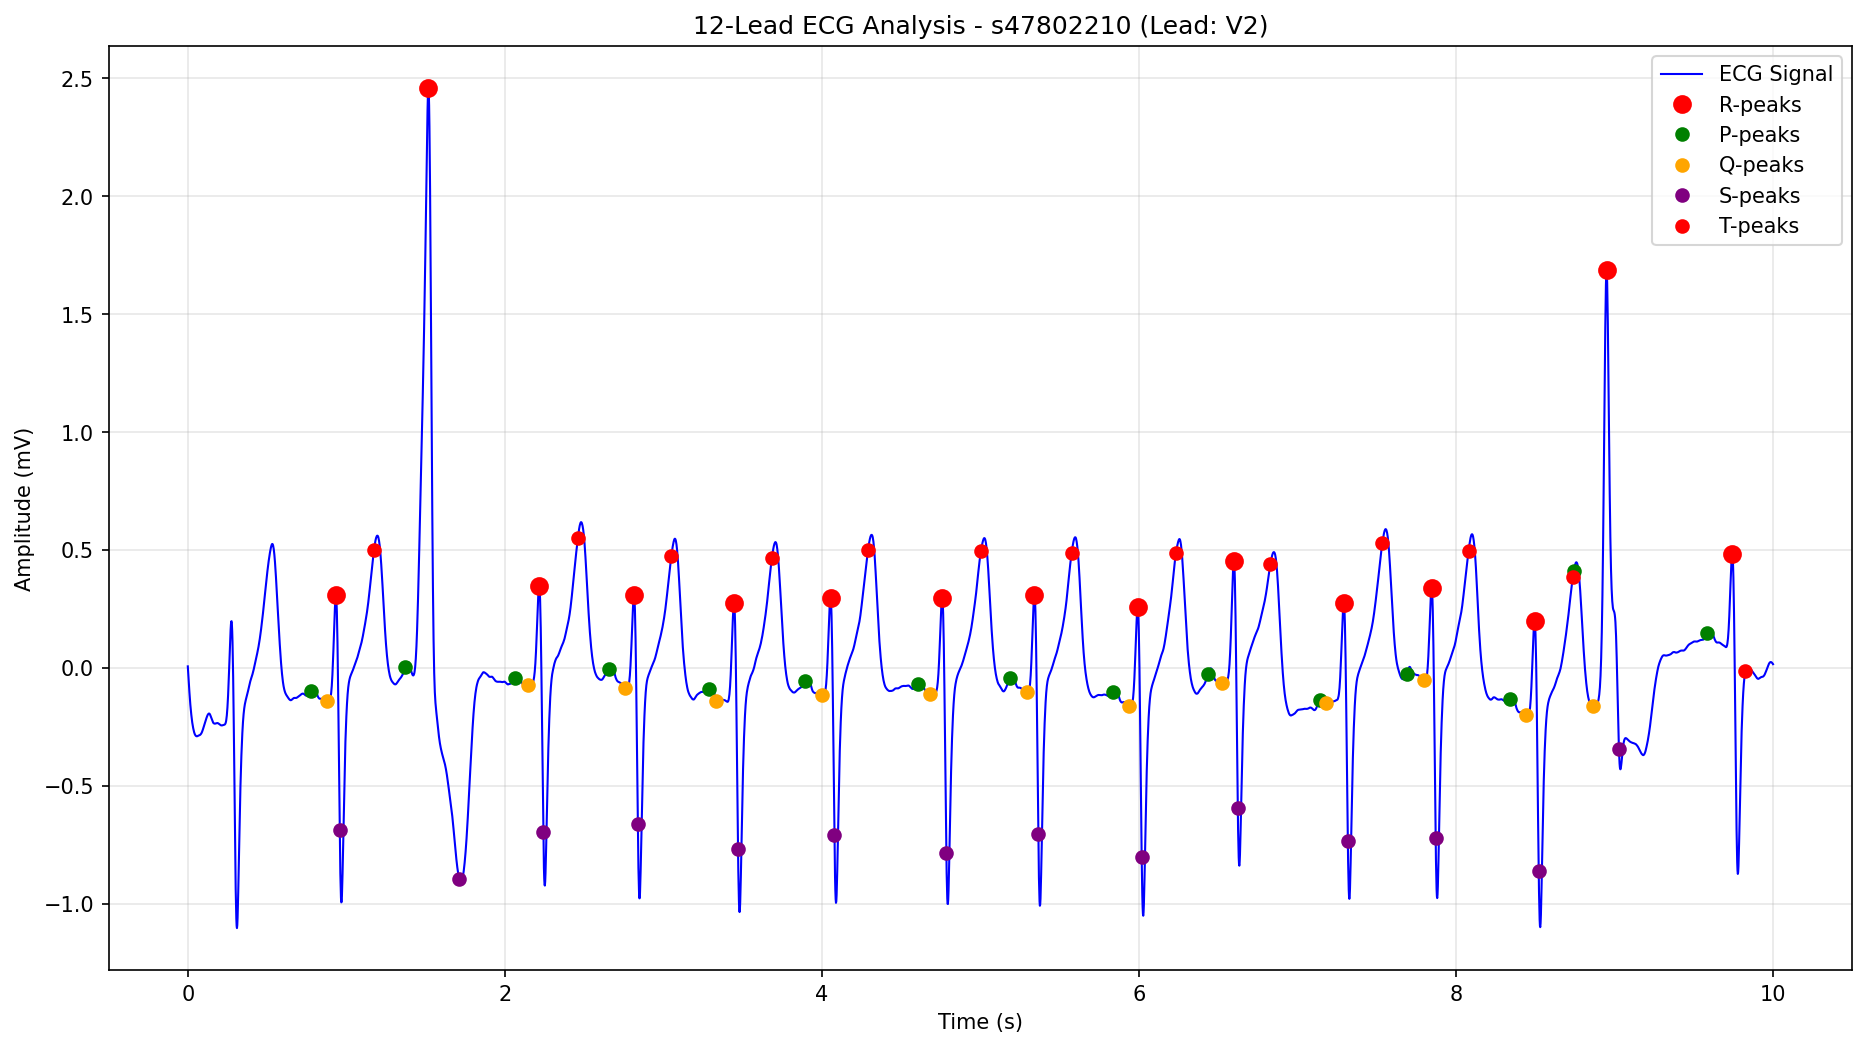 12-Lead ECG Analysis - s47802210 (Lead: V2)
ECG Signal
R-peaks
P-peaks
Q-peaks
S-peaks
T-peaks
Amplitude (mV)
2.5
2.0
1.5
1.0
0.5
0.0
−0.5
−1.0
0 2 4 6 8 10
Time (s)